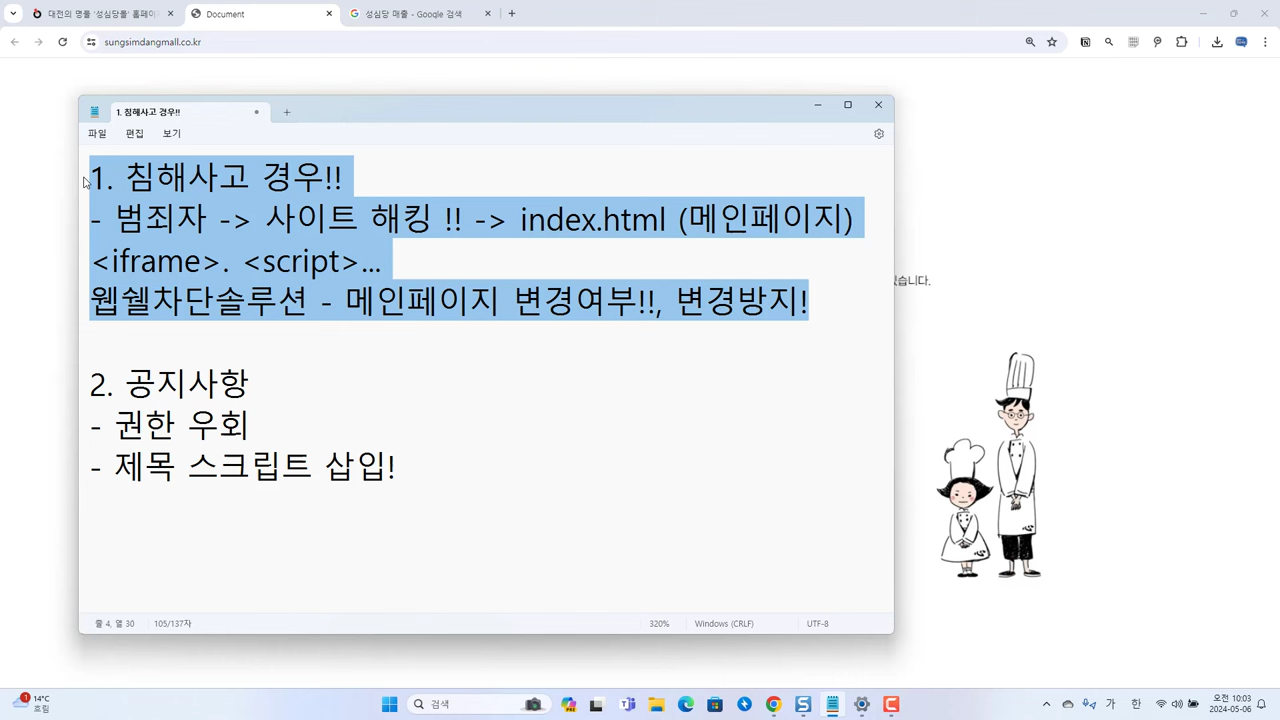 대전의 명물 '성심당몰' 홈페이지
Document
성심당 매출 - Google 검색
sungsimdangmall.co.kr
1. 침해사고 경우!!
파일 편집 보기
1. 침해사고 경우!!
- 범죄자 -> 사이트 해킹 !! -> index.html (메인페이지)
<iframe>. <script>...
웹쉘차단솔루션 - 메인페이지 변경여부!!, 변경방지!
있습니다.
2. 공지사항
- 권한 우회
- 제목 스크립트 삽입!
줄 4, 열 30 105/137자 320% Windows (CRLF) UTF-8
1
14°C
흐림
검색
가 한
오전 10:03
2024-05-06